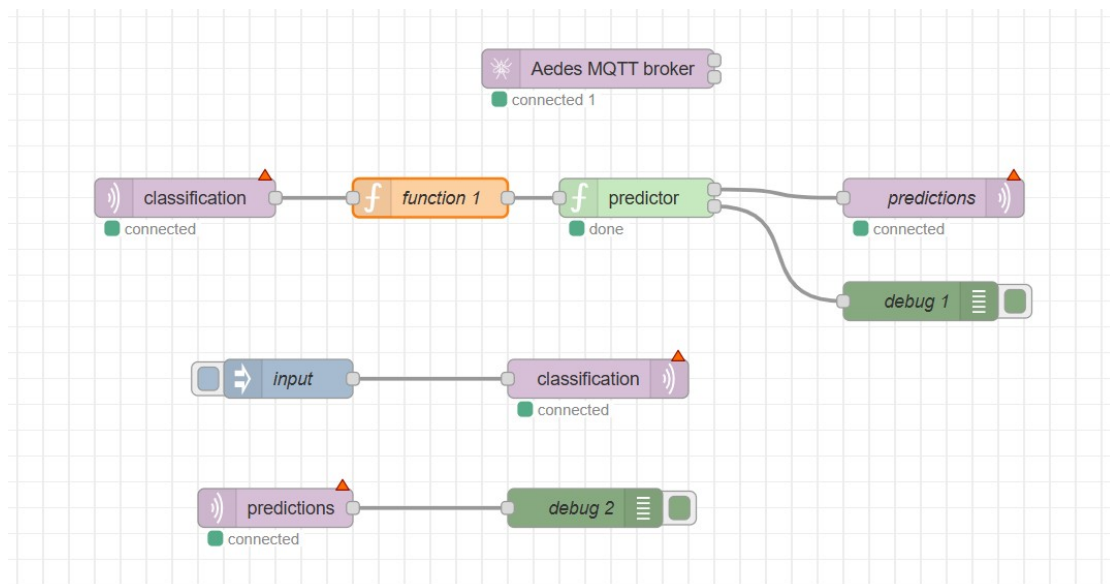 Aedes MQTT broker
connected 1
classification
function 1
predictor
predictions
connected
done
connected
debug 1
input
classification
connected
predictions
debug 2
connected